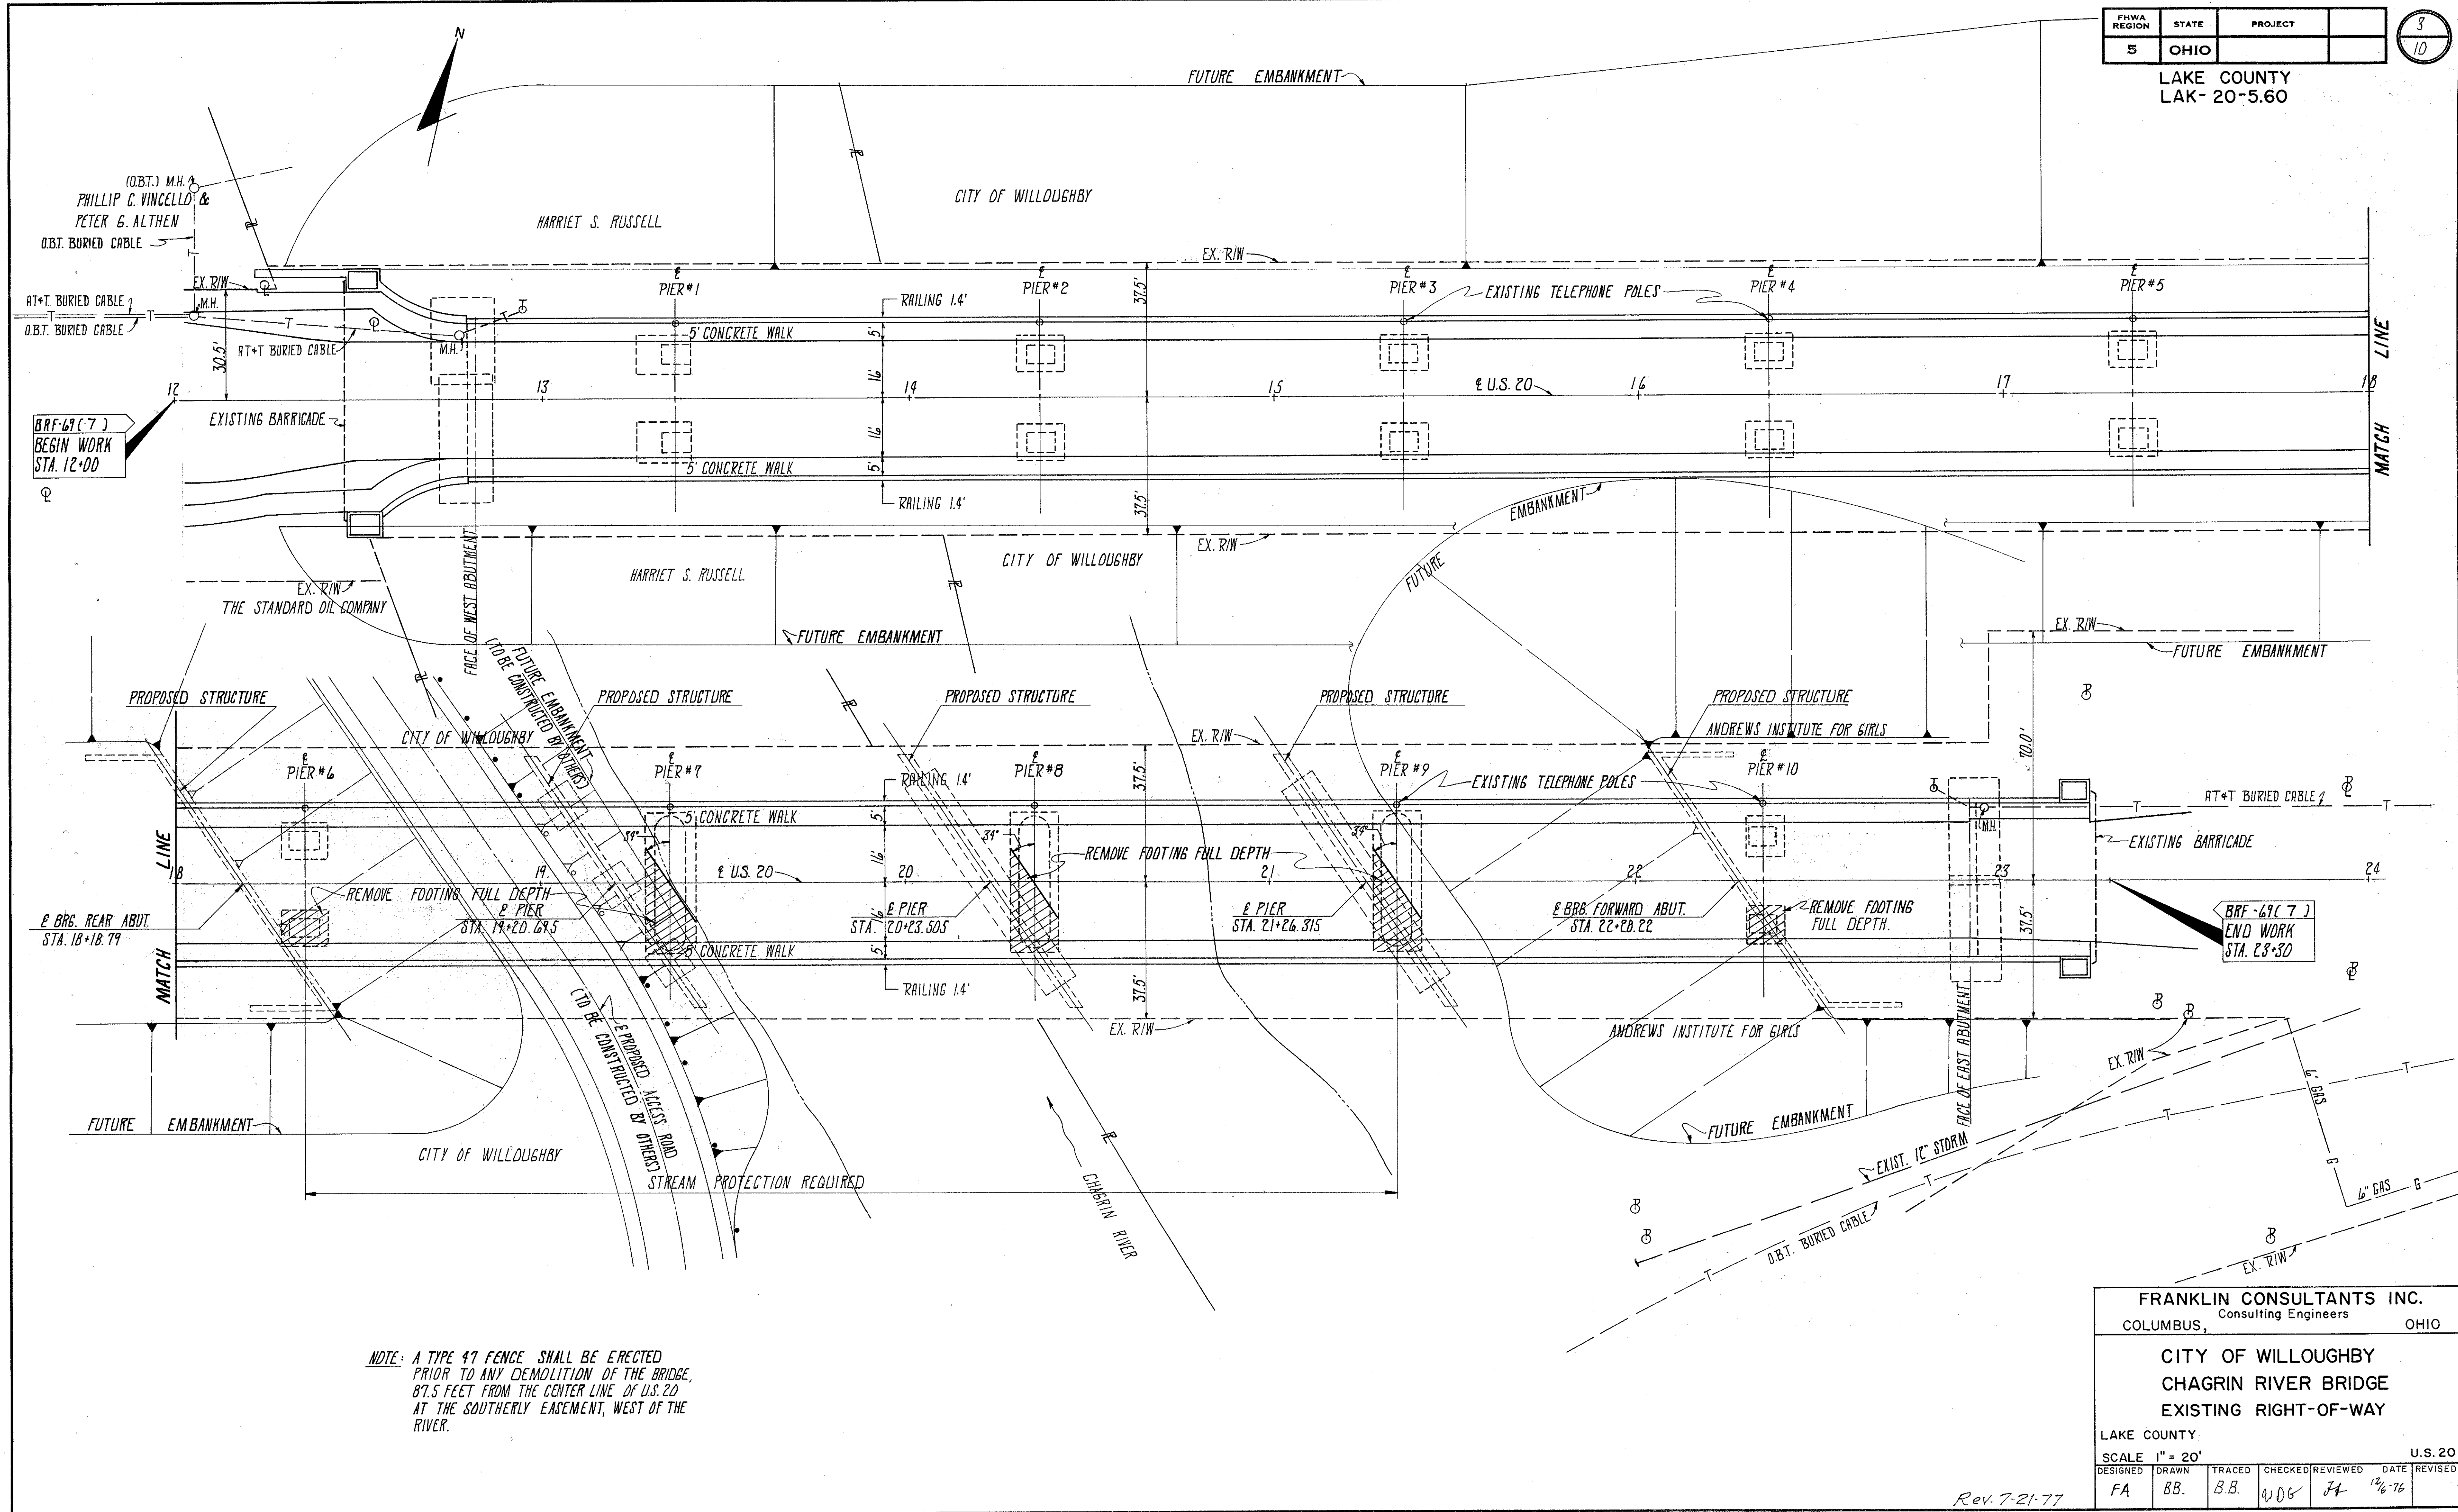 FHWA REGION STATE PROJECT
5 OHIO
3
10
LAKE COUNTY
LAK-20-5.60
N
FUTURE EMBANKMENT
(O.B.T.) M.H.
PHILLIP C. VINCELLO &
PETER G. ALTHEN
O.B.T. BURIED CABLE
HARRIET S. RUSSELL
CITY OF WILLOUGHBY
EX. R/W
EX. R/W
AT+T BURIED CABLE
O.B.T. BURIED CABLE
M.H.
30.5'
AT+T BURIED CABLE
M.H.
℄
PIER #1
℄
PIER #2
℄
PIER #3
℄
PIER #4
℄
PIER #5
RAILING 1.4'
37.5'
EXISTING TELEPHONE POLES
5' CONCRETE WALK
5'
16'
12
13
14
15
℄ U.S. 20
16
17
18
MATCH LINE
EXISTING BARRICADE
BRF-69(7)
BEGIN WORK
STA. 12+00
16'
5'
5' CONCRETE WALK
RAILING 1.4'
37.5'
EX. R/W
EMBANKMENT
FUTURE
CITY OF WILLOUGHBY
HARRIET S. RUSSELL
EX. R/W
THE STANDARD OIL COMPANY
FACE OF WEST ABUTMENT
FUTURE EMBANKMENT
EX. R/W
FUTURE EMBANKMENT
FUTURE EMBANKMENT
(TO BE CONSTRUCTED BY OTHERS)
PROPOSED STRUCTURE
PROPOSED STRUCTURE
PROPOSED STRUCTURE
PROPOSED STRUCTURE
PROPOSED STRUCTURE
CITY OF WILLOUGHBY
EX. R/W
ANDREWS INSTITUTE FOR GIRLS
70.0'
℄
PIER #6
℄
PIER #7
℄
PIER #8
℄
PIER #9
℄
PIER #10
RAILING 1.4'
37.5'
EXISTING TELEPHONE POLES
AT+T BURIED CABLE
M.H.
EXISTING BARRICADE
5' CONCRETE WALK
5'
34°
34°
34°
16'
REMOVE FOOTING FULL DEPTH
MATCH LINE
18
19
℄ U.S. 20
20
21
22
23
24
REMOVE FOOTING FULL DEPTH
℄ BRG. REAR ABUT.
STA. 18+18.79
℄ PIER
STA. 19+20.695
16'
℄ PIER
STA. 20+23.505
℄ PIER
STA. 21+26.315
℄ BRG. FORWARD ABUT.
STA. 22+28.22
REMOVE FOOTING
FULL DEPTH.
37.5'
BRF-69(7)
END WORK
STA. 23+30
5' CONCRETE WALK
5'
RAILING 1.4'
37.5'
EX. R/W
ANDREWS INSTITUTE FOR GIRLS
FACE OF EAST ABUTMENT
EX. R/W
6" GAS
℄ PROPOSED ACCESS ROAD
(TO BE CONSTRUCTED BY OTHERS)
FUTURE EMBANKMENT
FUTURE EMBANKMENT
CITY OF WILLOUGHBY
STREAM PROTECTION REQUIRED
CHAGRIN RIVER
EXIST. 12" STORM
O.B.T. BURIED CABLE
6" GAS
EX. R/W
NOTE: A TYPE 47 FENCE SHALL BE ERECTED
PRIOR TO ANY DEMOLITION OF THE BRIDGE,
87.5 FEET FROM THE CENTER LINE OF U.S. 20
AT THE SOUTHERLY EASEMENT, WEST OF THE
RIVER.
FRANKLIN CONSULTANTS INC.
Consulting Engineers
COLUMBUS, OHIO
CITY OF WILLOUGHBY
CHAGRIN RIVER BRIDGE
EXISTING RIGHT-OF-WAY
LAKE COUNTY
SCALE 1" = 20' U.S. 20
DESIGNED DRAWN TRACED CHECKED REVIEWED DATE REVISED
FA BB. B.B. WDG FA 12/6-76
Rev. 7-21-77